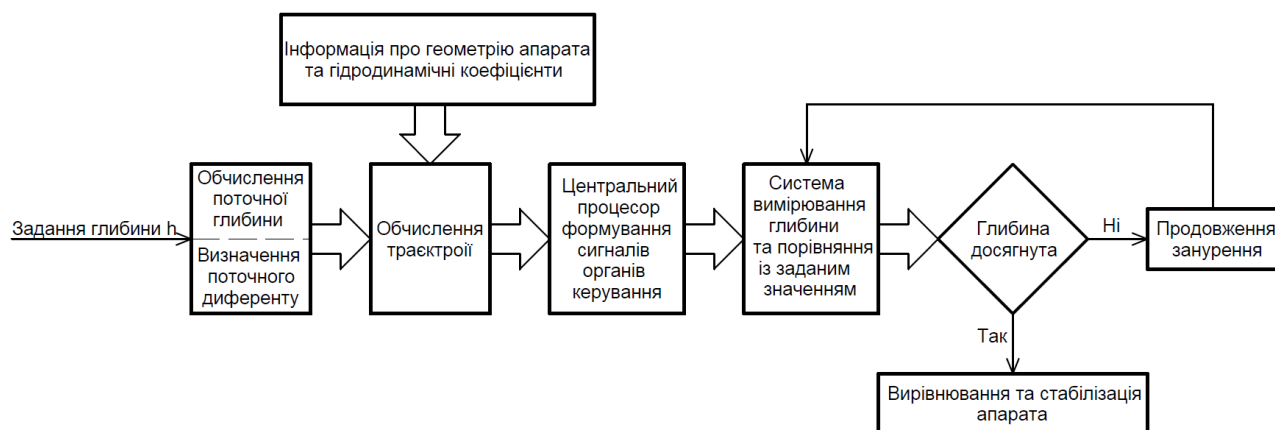 Інформація про геометрію апарата
та гідродинамічні коефіцієнти
Задання глибини h
Обчислення
поточної
глибини
Визначення
поточного
диференту
Обчислення
траєктрої
Центральний
процесор
формування
сигналів
органів
керування
Система
вимірювання
глибини
та порівняння
із заданим
значенням
Глибина
досягнута
Ні
Продовження
занурення
Так
Вирівнювання та стабілізація
апарата